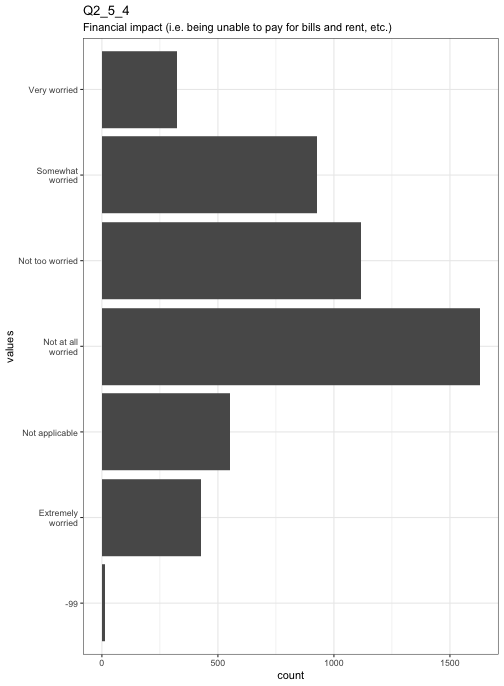 Q2_5_4
Financial impact (i.e. being unable to pay for bills and rent, etc.)
Very worried
Somewhat
worried
Not too worried
Not at all
worried
Not applicable
Extremely
worried
-99
values
0
500
1000
1500
count